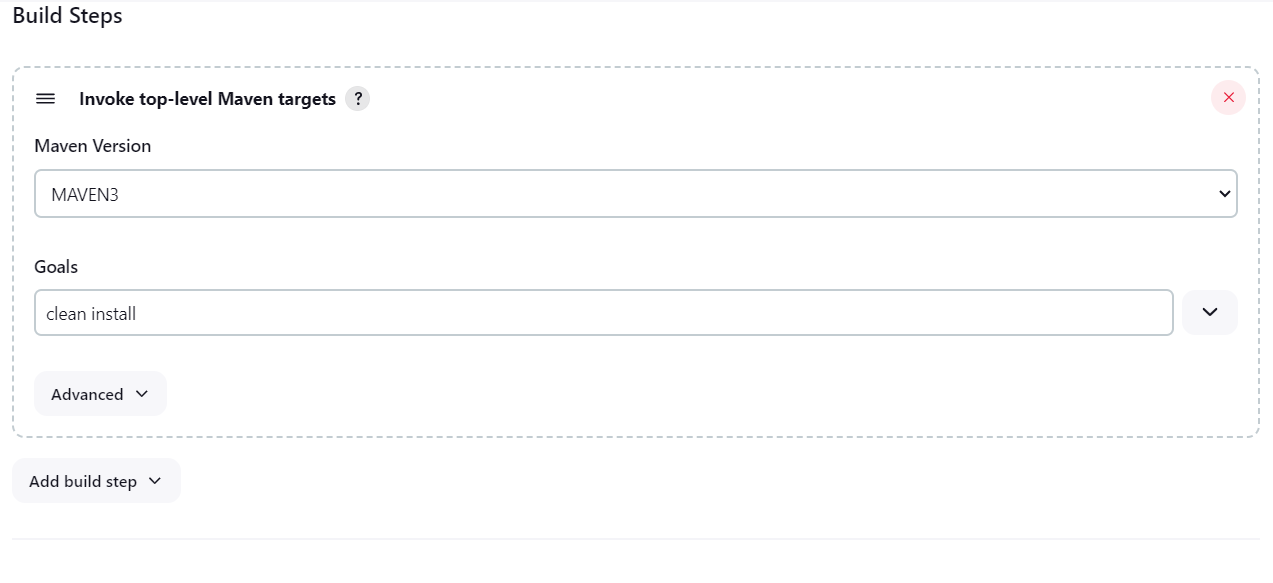 Build Steps
Invoke top-level Maven targets ?
Maven Version
MAVEN3
Goals
clean install
Advanced
Add build step